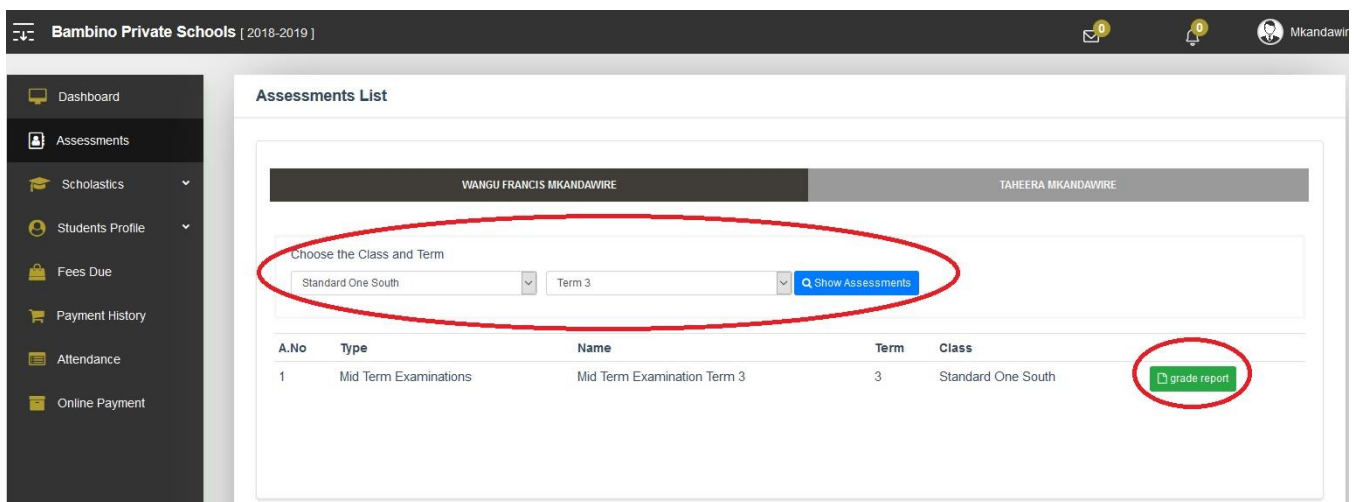 Bambino Private Schools [ 2018-2019 ]
0
0
Mkandawir
Dashboard
Assessments
Scholastics
Students Profile
Fees Due
Payment History
Attendance
Online Payment
Assessments List
WANGU FRANCIS MKANDAWIRE
TAHEERA MKANDAWIRE
Choose the Class and Term
Standard One South
Term 3
Show Assessments
A.No Type Name Term Class
1 Mid Term Examinations Mid Term Examination Term 3 3 Standard One South
grade report